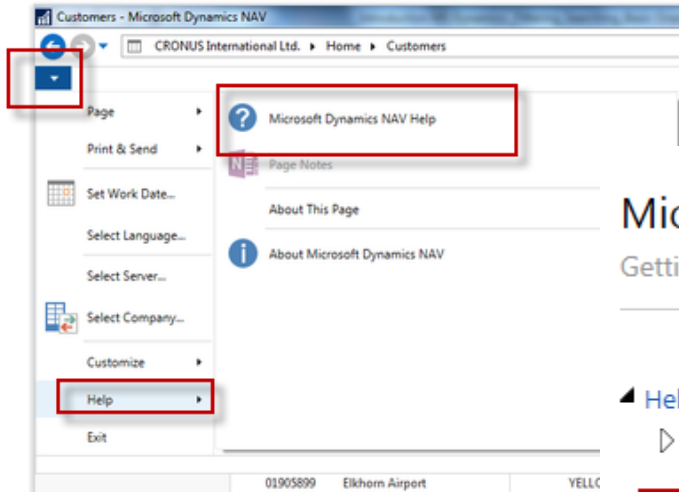 Customers - Microsoft Dynamics NAV
CRONUS International Ltd. Home Customers
Page
Microsoft Dynamics NAV Help
Print & Send
Page Notes
Set Work Date...
About This Page
Select Language...
About Microsoft Dynamics NAV
Select Server...
Select Company...
Customize
Help
Exit
Mic
Getti
Hel
01905899 Elkhorn Airport YELLO